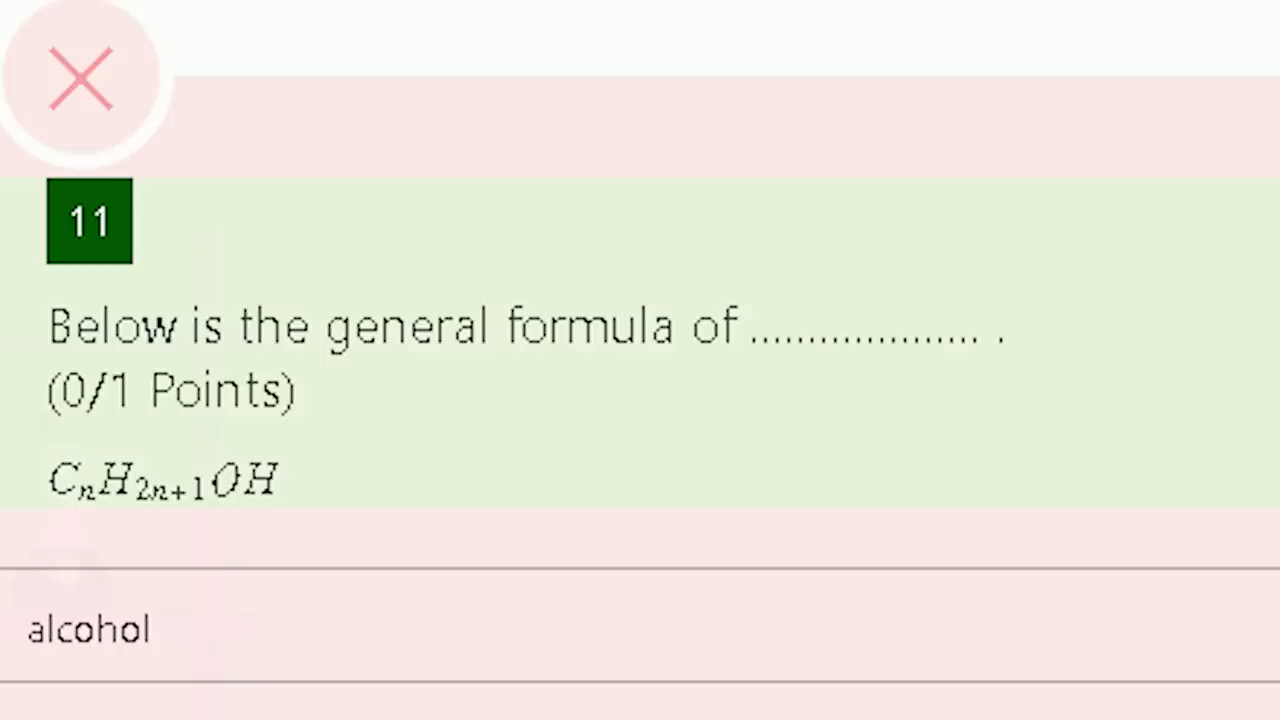 11
Below is the general formula of .................... .
(0/1 Points)
CₙH₂ₙ₊₁OH
alcohol